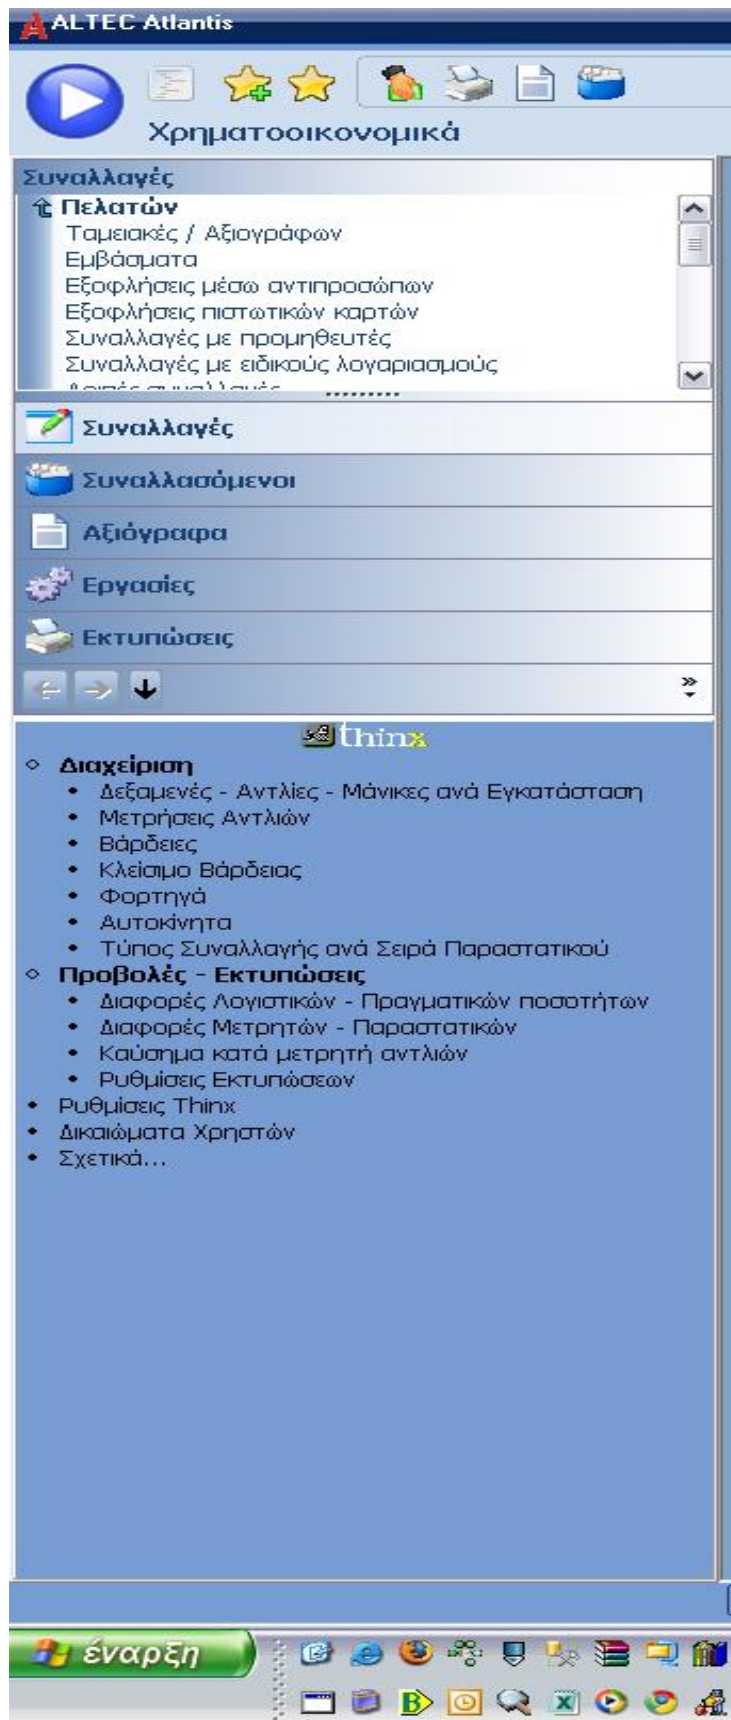 ALTEC Atlantis
Χρηματοοικονομικά
Συναλλαγές
Πελατών
Ταμειακές / Αξιογράφων
Εμβάσματα
Εξοφλήσεις μέσω αντιπροσώπων
Εξοφλήσεις πιστωτικών καρτών
Συναλλαγές με προμηθευτές
Συναλλαγές με ειδικούς λογαριασμούς
Συναλλαγές
Συναλλασόμενοι
Αξιόγραφα
Εργασίες
Εκτυπώσεις
thinx
Διαχείριση
Δεξαμενές - Αντλίες - Μάνικες ανά Εγκατάσταση
Μετρήσεις Αντλιών
Βάρδειες
Κλείσιμο Βάρδειας
Φορτηγά
Αυτοκίνητα
Τύπος Συναλλαγής ανά Σειρά Παραστατικού
Προβολές - Εκτυπώσεις
Διαφορές Λογιστικών - Πραγματικών ποσοτήτων
Διαφορές Μετρητών - Παραστατικών
Καύσημα κατά μετρητή αντλιών
Ρυθμίσεις Εκτυπώσεων
Ρυθμίσεις Thinx
Δικαιώματα Χρηστών
Σχετικά...
έναρξη